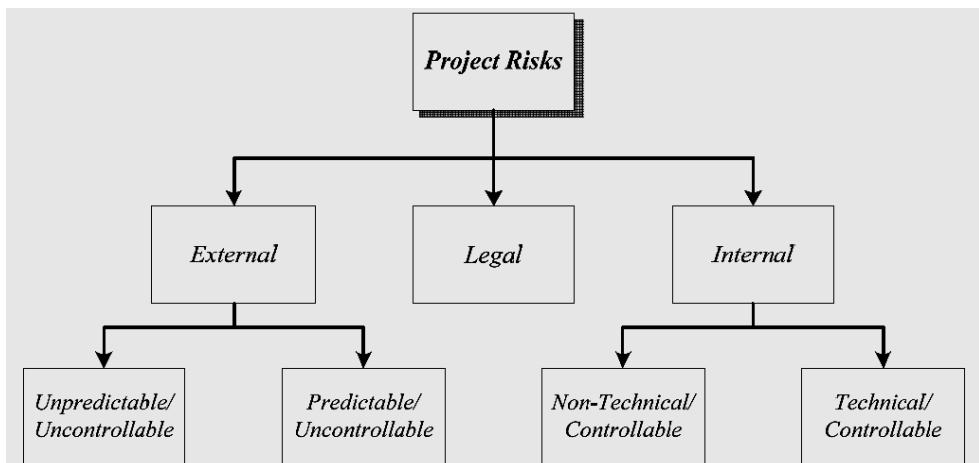 Project Risks
External
Legal
Internal
Unpredictable/
Uncontrollable
Predictable/
Uncontrollable
Non-Technical/
Controllable
Technical/
Controllable